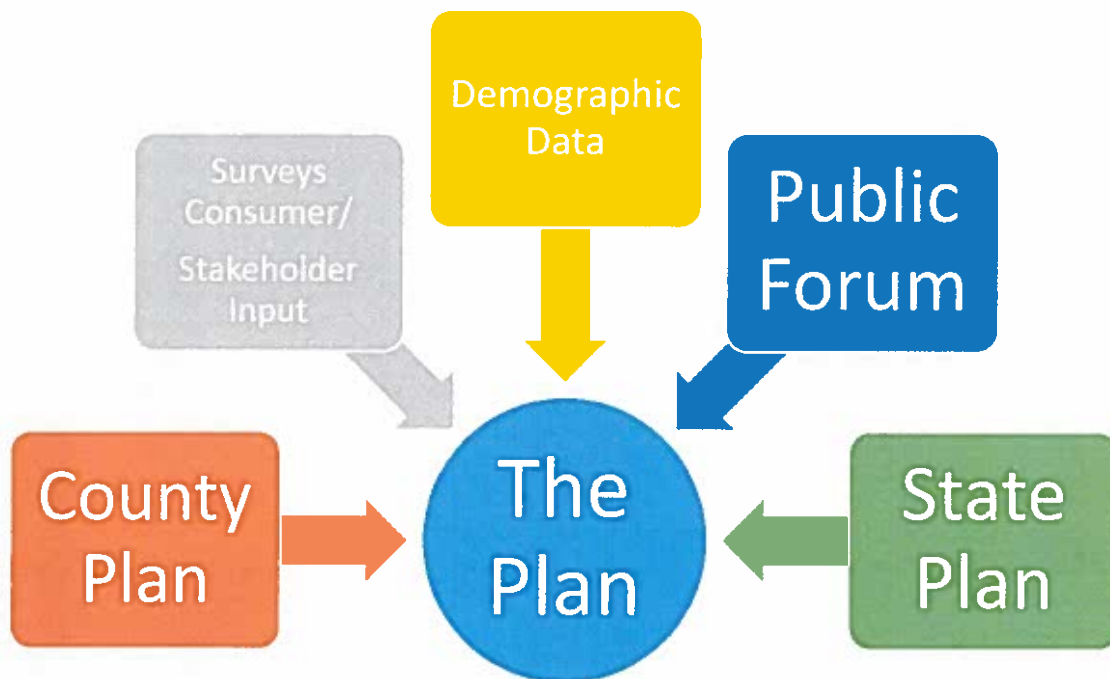 Demographic
Data
Surveys
Consumer/
Stakeholder
Input
Public
Forum
County
Plan
The
Plan
State
Plan